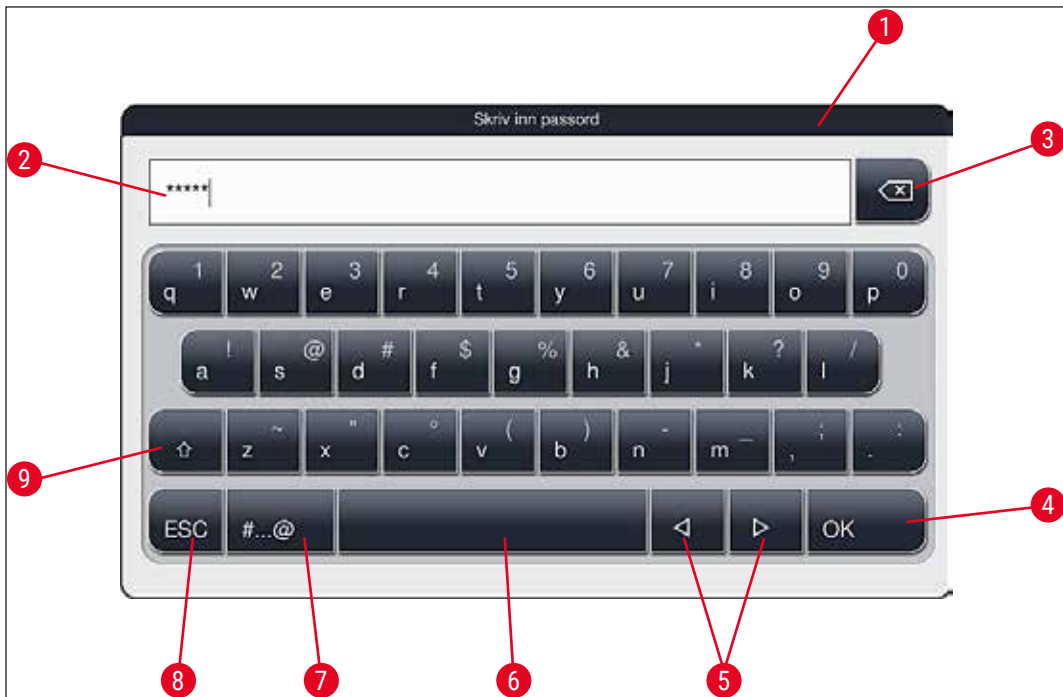 1
Skriv inn passord
2
3
*****
1 2 3 4 5 6 7 8 9 0
q w e r t y u i o p
! @ # $ % & * ? /
a s d f g h j k l
~ " ° ( ) - _ ; :
z x c v b n m , .
9
4
ESC #...@ OK
8 7 6 5